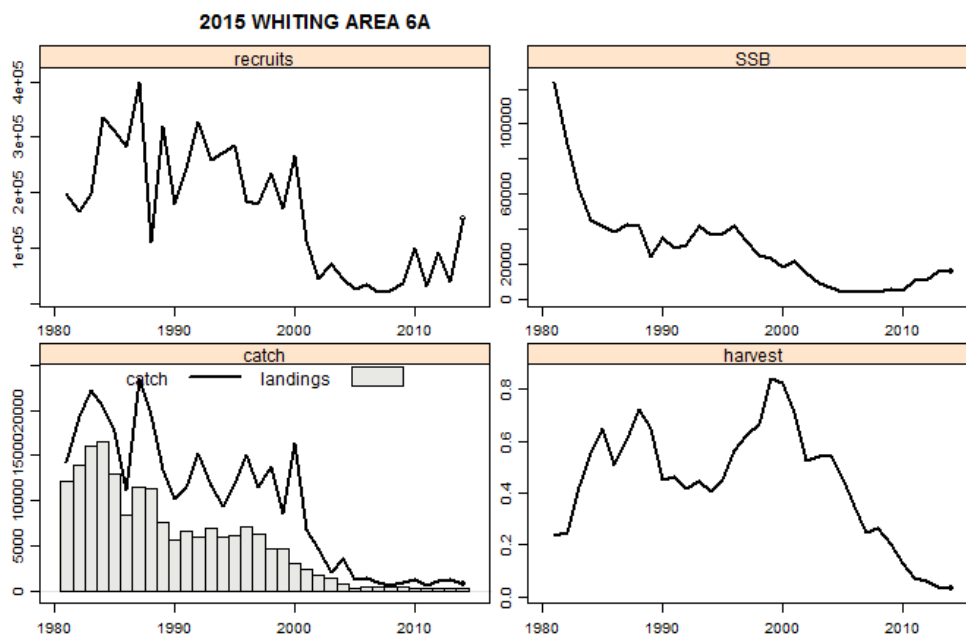 2015 WHITING AREA 6A
recruits
1e+05 2e+05 3e+05 4e+05
1980 1990 2000 2010
SSB
0 20000 60000 100000
1980 1990 2000 2010
catch
catch landings
0 5000 10000 15000 20000
1980 1990 2000 2010
harvest
0.0 0.2 0.4 0.6 0.8
1980 1990 2000 2010